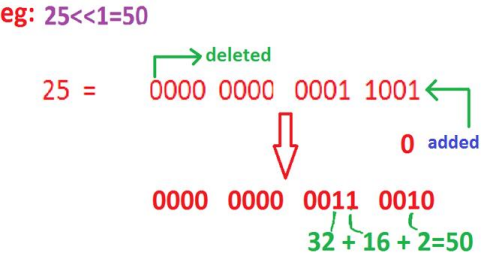 eg: 25<<1=50
deleted
25 = 0000 0000 0001 1001
0 added
0000 0000 0011 0010
32 + 16 + 2=50